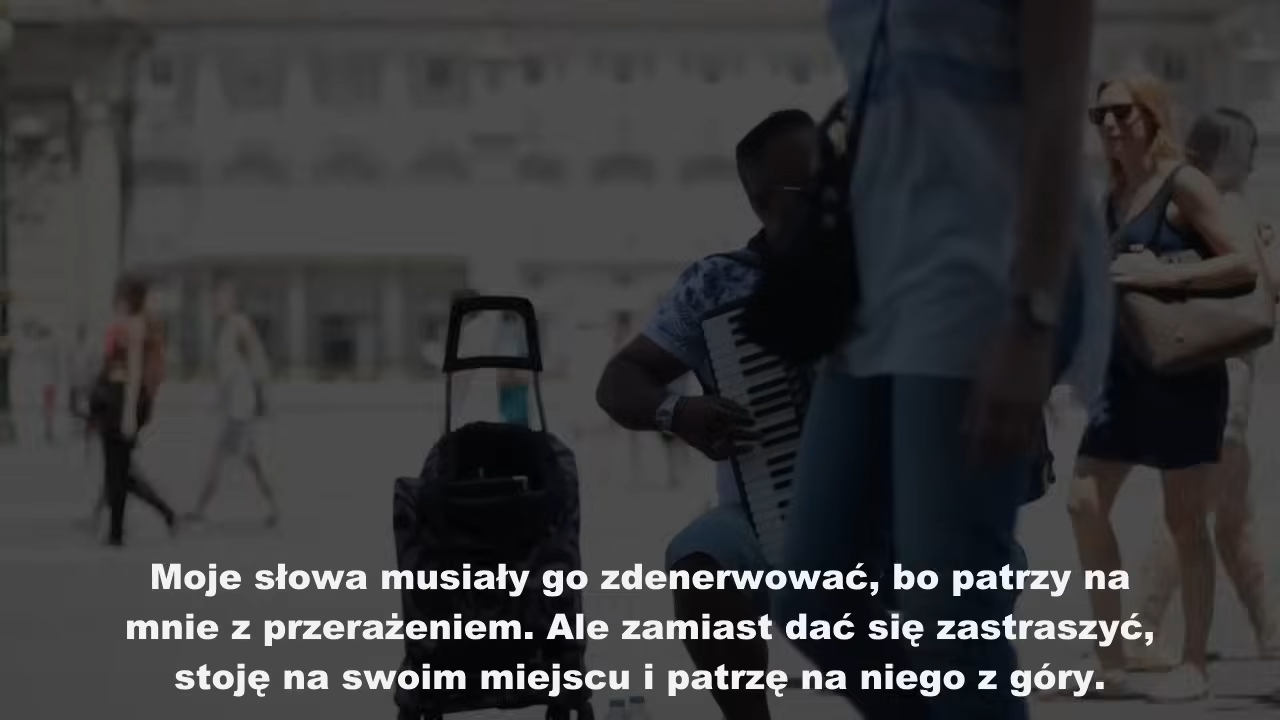 Moje słowa musiały go zdenerwować, bo patrzy na
mnie z przerażeniem. Ale zamiast dać się zastraszyć,
stoję na swoim miejscu i patrzę na niego z góry.